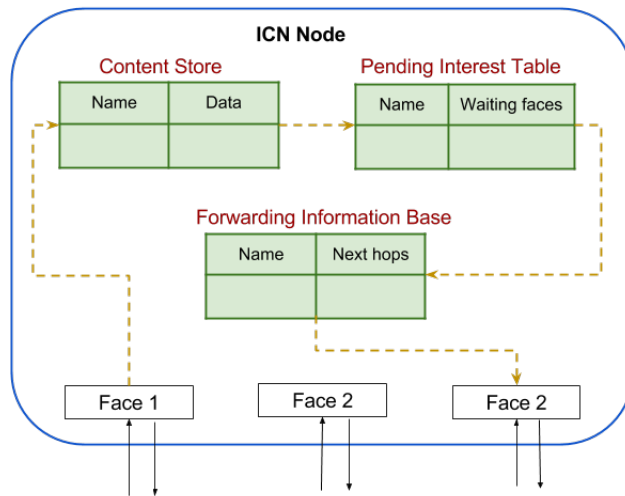 ICN Node
Content Store
Pending Interest Table
Name
Data
Name
Waiting faces
Forwarding Information Base
Name
Next hops
Face 1
Face 2
Face 2